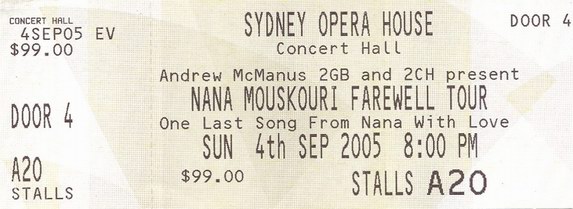 CONCERT HALL
4SEP05 EV
$99.00
DOOR 4
A20
STALLS
SYDNEY OPERA HOUSE
Concert Hall
Andrew McManus 2GB and 2CH present
NANA MOUSKOURI FAREWELL TOUR
One Last Song From Nana With Love
SUN 4th SEP 2005 8:00 PM
$99.00 STALLS A20
DOOR 4